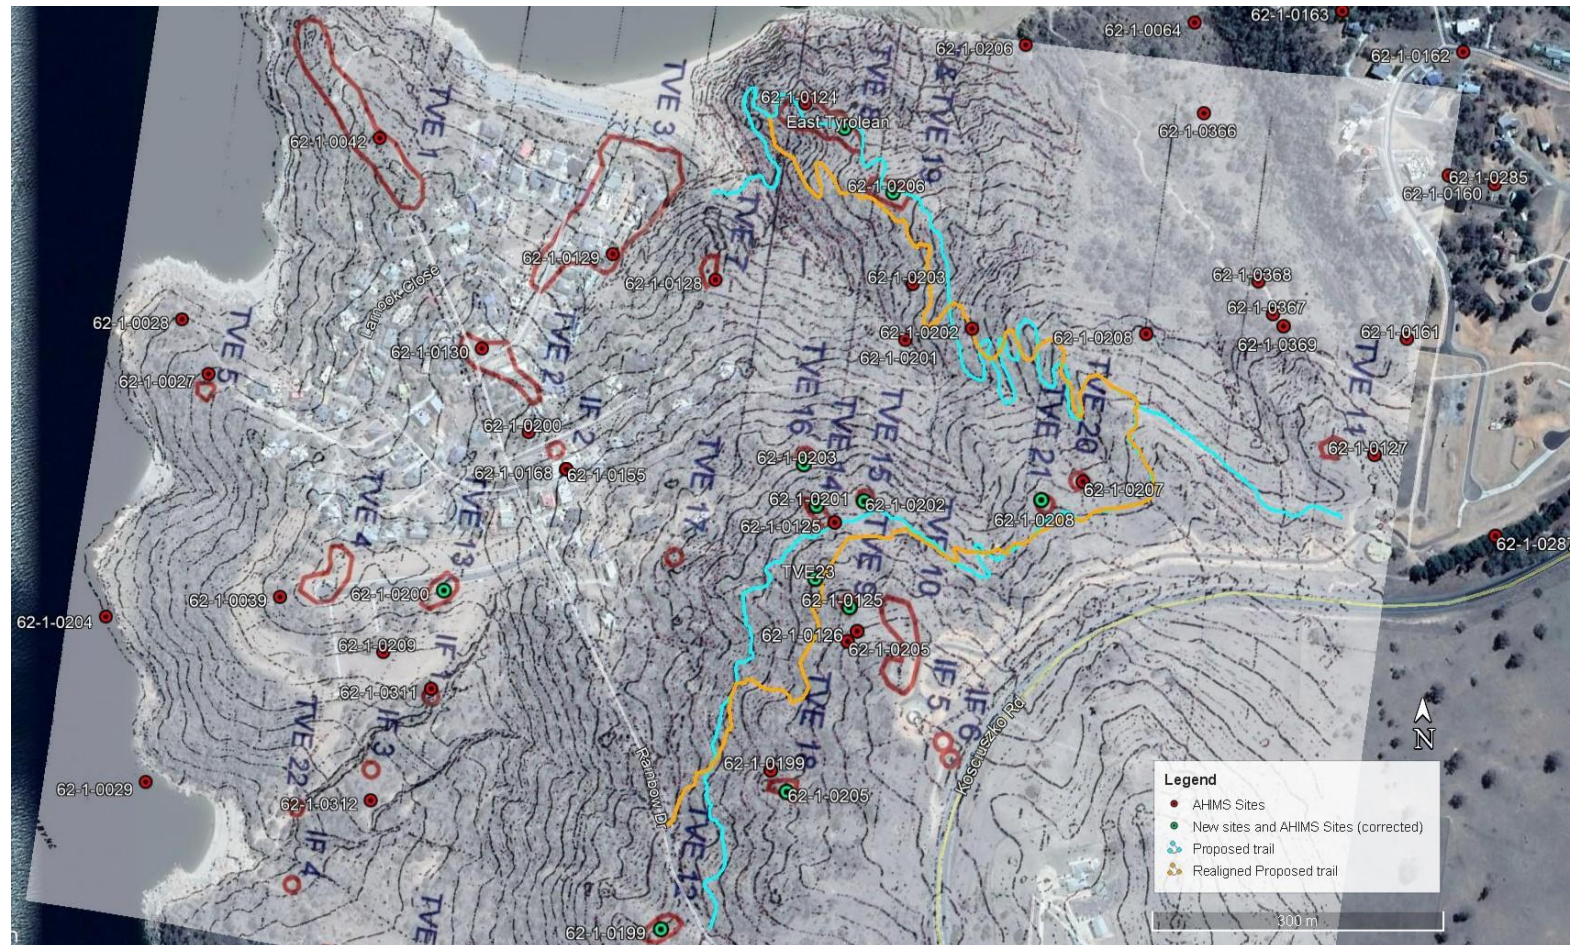 62-1-0163
62-1-0064
62-1-0206
62-1-0162
TVE 1
TVE 3
TVE 8
& TVE 19
62-1-0124
East Tyrolean
62-1-0366
62-1-0042
62-1-0285
62-1-0160
62-1-0206
TVE 7
62-1-0129
62-1-0128
Larnook Close
62-1-0203
62-1-0368
62-1-0367
62-1-0028
TVE 5
TVE 2
62-1-0130
62-1-0202
62-1-0201
62-1-0208
62-1-0369
62-1-0161
TVE 11
62-1-0027
TVE 16
TVE 14
TVE 15
TVE 20
TVE 21
IF 2
62-1-0200
TVE 17
62-1-0203
62-1-0127
62-1-0168
62-1-0155
TVE 4
TVE 13
62-1-0201
62-1-0202
62-1-0207
62-1-0208
62-1-0125
TVE 9
TVE 10
62-1-0287
TVE23
62-1-0039
62-1-0200
62-1-0125
62-1-0204
62-1-0126
62-1-0205
62-1-0209
IF 1
62-1-0311
TVE 18
IF 5
IF 6
Kosciuszko Rd
IF 3
TVE 22
Rainbow Dr
62-1-0199
62-1-0029
62-1-0312
62-1-0205
IF 4
TVE 12
TVE 6
62-1-0199
N
Legend
AHIMS Sites
New sites and AHIMS Sites (corrected)
Proposed trail
Realigned Proposed trail
300 m